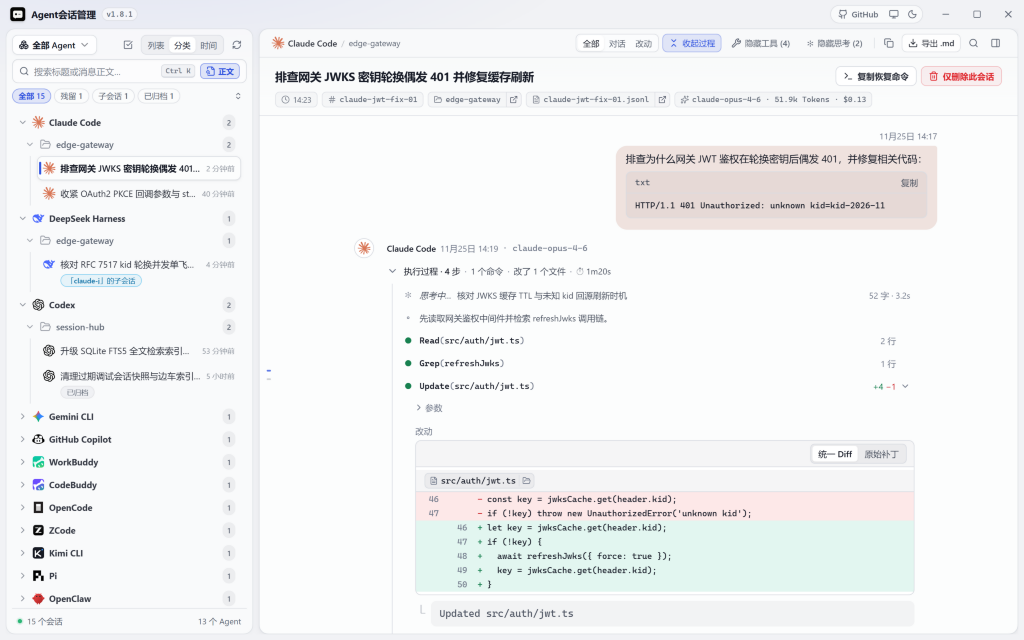 Agent会话管理 v1.8.1 GitHub
全部 Agent 列表 分类 时间
搜索标题或消息正文... Ctrl K 正文
全部 15 残留 1 子会话 1 已归档 1
Claude Code 2
edge-gateway 2
排查网关 JWKS 密钥轮换偶发 401... 2 分钟前
收紧 OAuth2 PKCE 回调参数与 st... 40 分钟前
DeepSeek Harness 1
edge-gateway 1
核对 RFC 7517 kid 轮换并发单飞... 4 分钟前
「claude-j」的子会话
Codex 2
session-hub 2
升级 SQLite FTS5 全文检索索引... 53 分钟前
清理过期调试会话快照与边车索引... 5 小时前
已归档
Gemini CLI 1
GitHub Copilot 1
WorkBuddy 1
CodeBuddy 1
OpenCode 1
ZCode 1
Kimi CLI 1
Pi 1
OpenClaw 1
15 个会话 13 个 Agent
Claude Code / edge-gateway 全部 对话 改动 收起过程 隐藏工具 (4) 隐藏思考 (2) 导出 .md
排查网关 JWKS 密钥轮换偶发 401 并修复缓存刷新 复制恢复命令 仅删除此会话
14:23 # claude-jwt-fix-01 edge-gateway claude-jwt-fix-01.jsonl claude-opus-4-6 · 51.9k Tokens · $0.13
11月25日 14:17
排查为什么网关 JWT 鉴权在轮换密钥后偶发 401，并修复相关代码：
txt 复制
HTTP/1.1 401 Unauthorized: unknown kid=kid-2026-11
Claude Code 11月25日 14:19 · claude-opus-4-6
执行过程 · 4 步 · 1 个命令 · 改了 1 个文件 · 1m20s
思考中... 核对 JWKS 缓存 TTL 与未知 kid 回源刷新时机 52 字 · 3.2s
先读取网关鉴权中间件并检索 refreshJwks 调用链。
Read(src/auth/jwt.ts) 2 行
Grep(refreshJwks) 1 行
Update(src/auth/jwt.ts) +4 −1
参数
改动
统一 Diff 原始补丁
src/auth/jwt.ts
46 - const key = jwksCache.get(header.kid);
47 - if (!key) throw new UnauthorizedError('unknown kid');
46 + let key = jwksCache.get(header.kid);
47 + if (!key) {
48 + await refreshJwks({ force: true });
49 + key = jwksCache.get(header.kid);
50 + }
Updated src/auth/jwt.ts